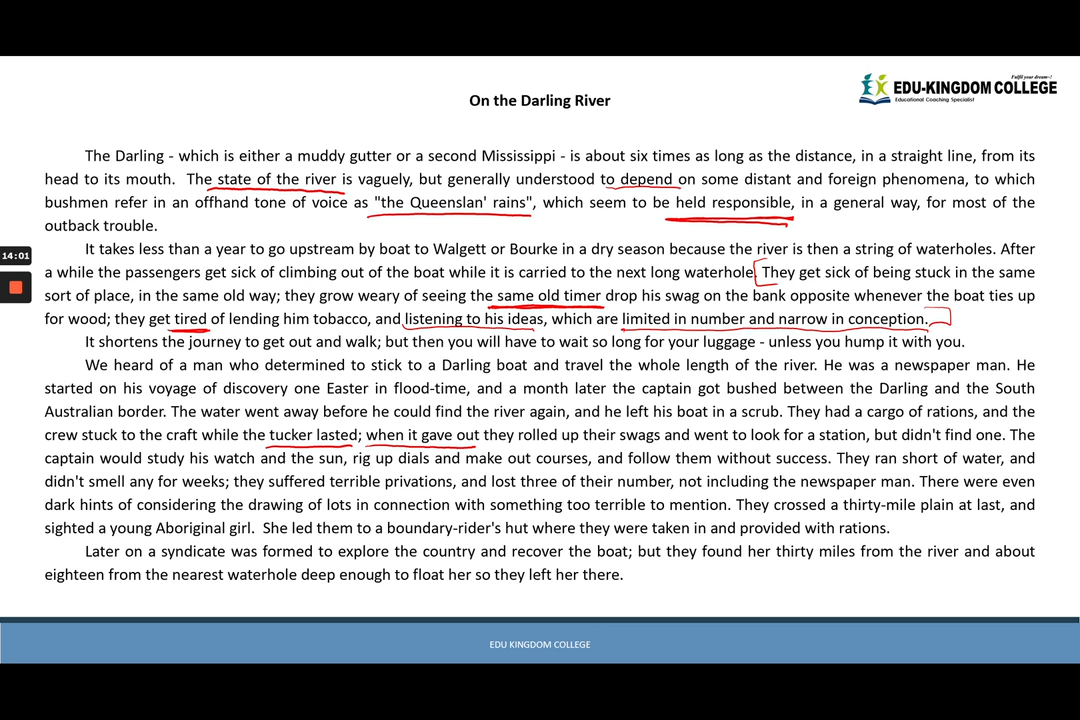 On the Darling River
Fulfil your dream~!
EDU-KINGDOM COLLEGE
Educational Coaching Specialist
The Darling - which is either a muddy gutter or a second Mississippi - is about six times as long as the distance, in a straight line, from its
head to its mouth. The state of the river is vaguely, but generally understood to depend on some distant and foreign phenomena, to which
bushmen refer in an offhand tone of voice as "the Queenslan' rains", which seem to be held responsible, in a general way, for most of the
outback trouble.
It takes less than a year to go upstream by boat to Walgett or Bourke in a dry season because the river is then a string of waterholes. After
a while the passengers get sick of climbing out of the boat while it is carried to the next long waterhole. They get sick of being stuck in the same
sort of place, in the same old way; they grow weary of seeing the same old timer drop his swag on the bank opposite whenever the boat ties up
for wood; they get tired of lending him tobacco, and listening to his ideas, which are limited in number and narrow in conception.
It shortens the journey to get out and walk; but then you will have to wait so long for your luggage - unless you hump it with you.
We heard of a man who determined to stick to a Darling boat and travel the whole length of the river. He was a newspaper man. He
started on his voyage of discovery one Easter in flood-time, and a month later the captain got bushed between the Darling and the South
Australian border. The water went away before he could find the river again, and he left his boat in a scrub. They had a cargo of rations, and the
crew stuck to the craft while the tucker lasted; when it gave out they rolled up their swags and went to look for a station, but didn't find one. The
captain would study his watch and the sun, rig up dials and make out courses, and follow them without success. They ran short of water, and
didn't smell any for weeks; they suffered terrible privations, and lost three of their number, not including the newspaper man. There were even
dark hints of considering the drawing of lots in connection with something too terrible to mention. They crossed a thirty-mile plain at last, and
sighted a young Aboriginal girl. She led them to a boundary-rider's hut where they were taken in and provided with rations.
Later on a syndicate was formed to explore the country and recover the boat; but they found her thirty miles from the river and about
eighteen from the nearest waterhole deep enough to float her so they left her there.
14:01
EDU KINGDOM COLLEGE